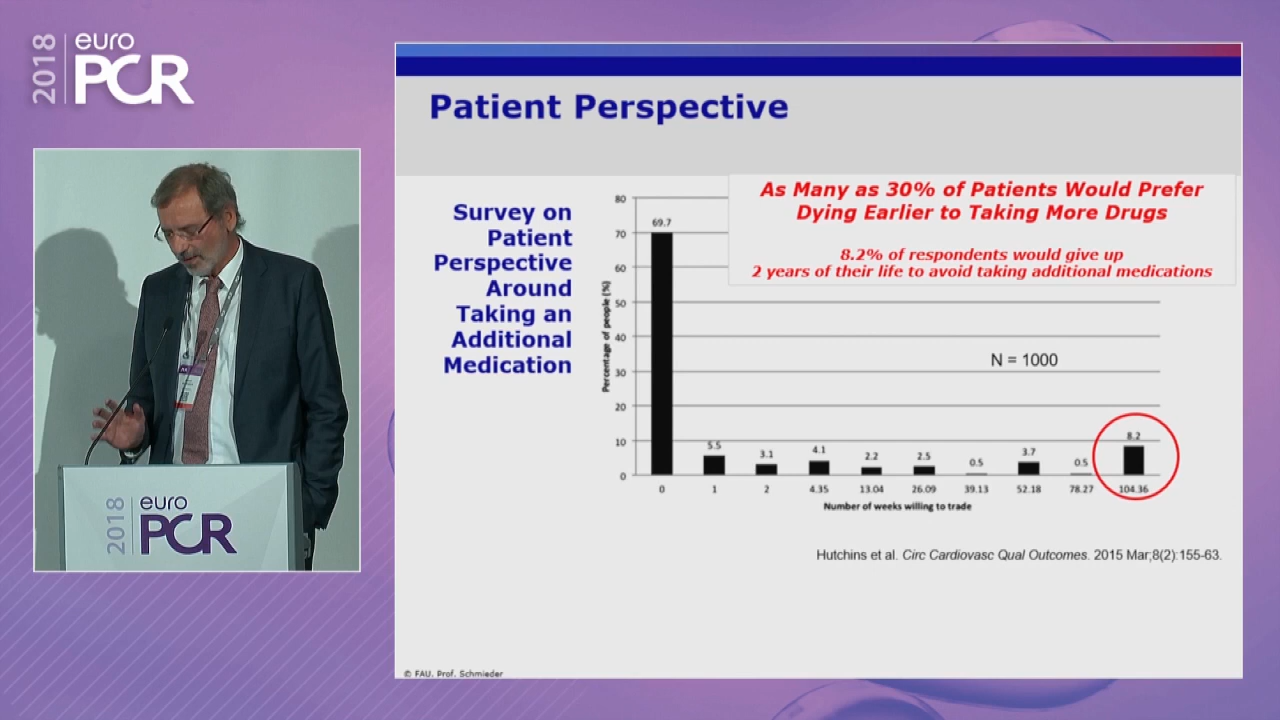 2018
euro
PCR
2018
euro
PCR
Patient Perspective
Survey on
Patient
Perspective
Around
Taking an
Additional
Medication
As Many as 30% of Patients Would Prefer
Dying Earlier to Taking More Drugs
8.2% of respondents would give up
2 years of their life to avoid taking additional medications
Percentage of people (%)
80
70
60
50
40
30
20
10
0
69.7
5.5
3.1
4.1
2.2
2.5
0.5
3.7
0.5
8.2
N = 1000
0
1
2
4.35
13.04
26.09
39.13
52.18
78.27
104.36
Number of weeks willing to trade
Hutchins et al. Circ Cardiovasc Qual Outcomes. 2015 Mar;8(2):155-63.
© FAU. Prof. Schmieder